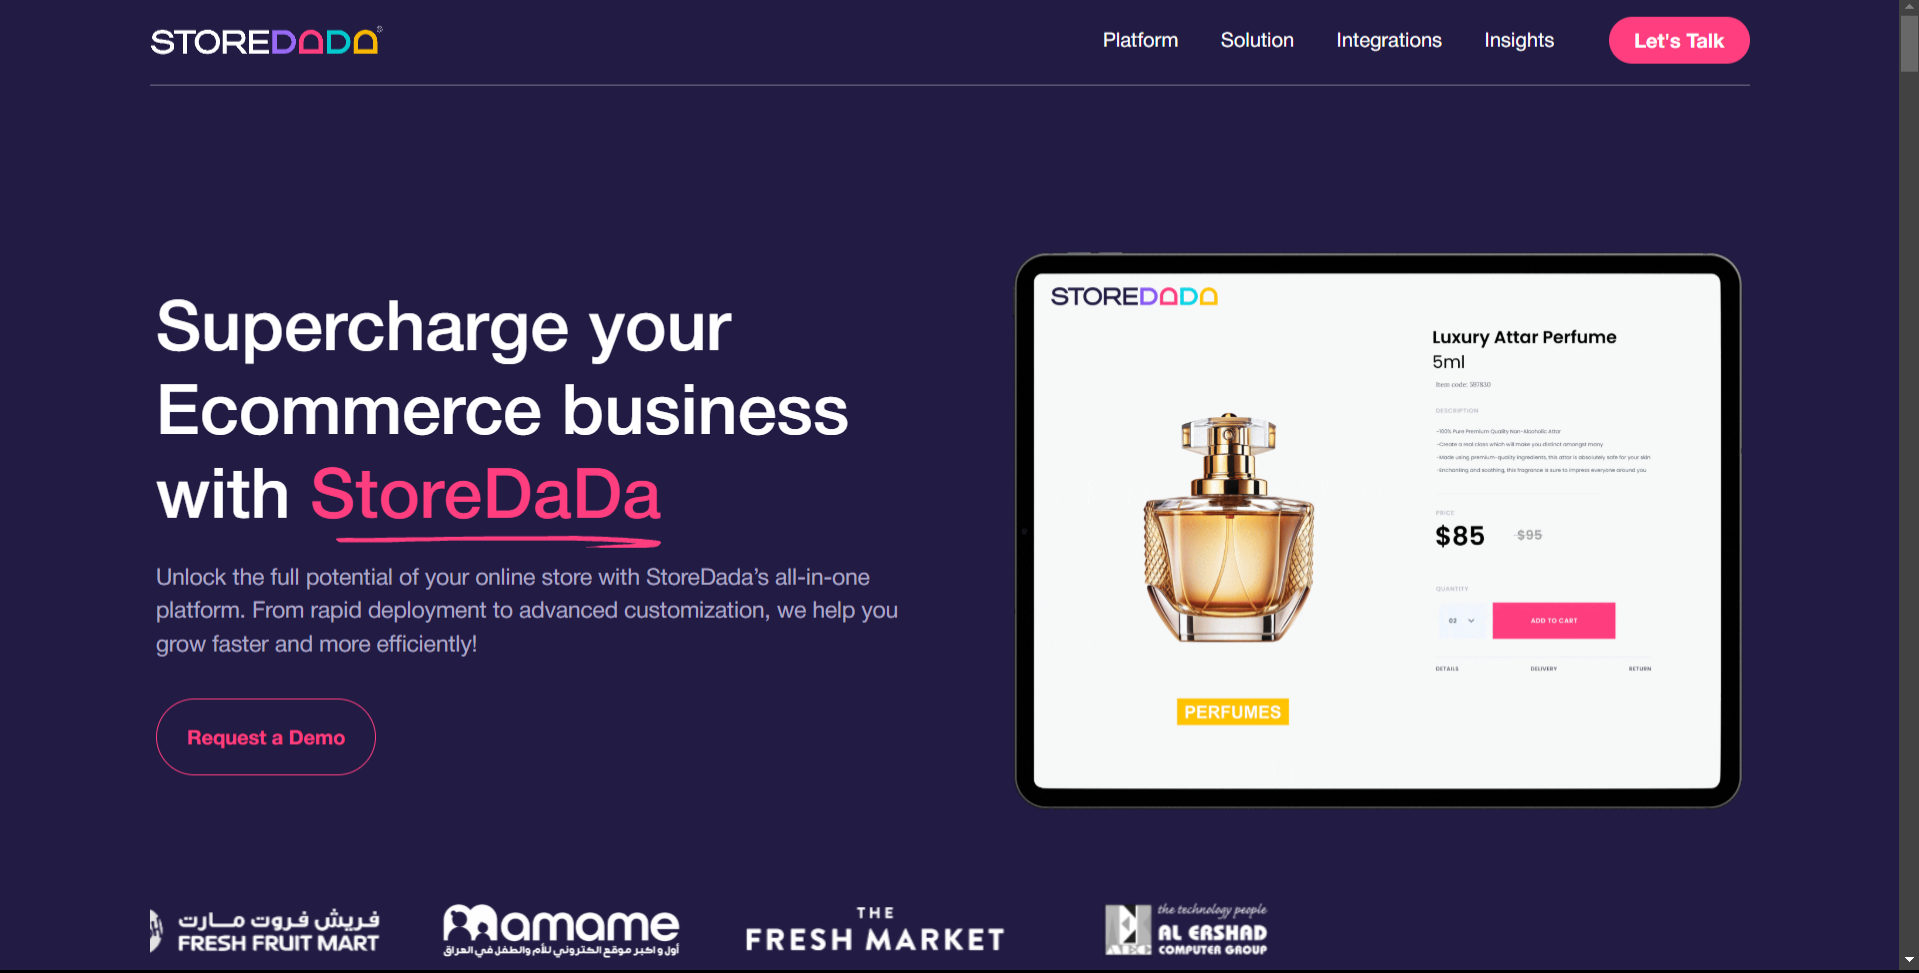 STOREDADA®
Platform
Solution
Integrations
Insights
Let's Talk
Supercharge your
Ecommerce business
with StoreDaDa
Unlock the full potential of your online store with StoreDada’s all-in-one
platform. From rapid deployment to advanced customization, we help you
grow faster and more efficiently!
Request a Demo
STOREDADA
PERFUMES
Luxury Attar Perfume
5ml
Item code: 587830
DESCRIPTION
-100% Pure Premium Quality Non-Alcoholic Attar
-Create a real class which will make you distinct amongst many
-Made using premium-quality ingredients, this attar is absolutely safe for your skin
-Enchanting and soothing, this fragrance is sure to impress everyone around you
PRICE
$85 -$95
QUANTITY
02
ADD TO CART
DETAILS
DELIVERY
RETURN
فريش فروت مارت
FRESH FRUIT MART
mamame
أول و اكبر موقع الكتروني للأم والطفل في العراق
THE
FRESH MARKET
the technology people
AL ERSHAD
COMPUTER GROUP
AEC